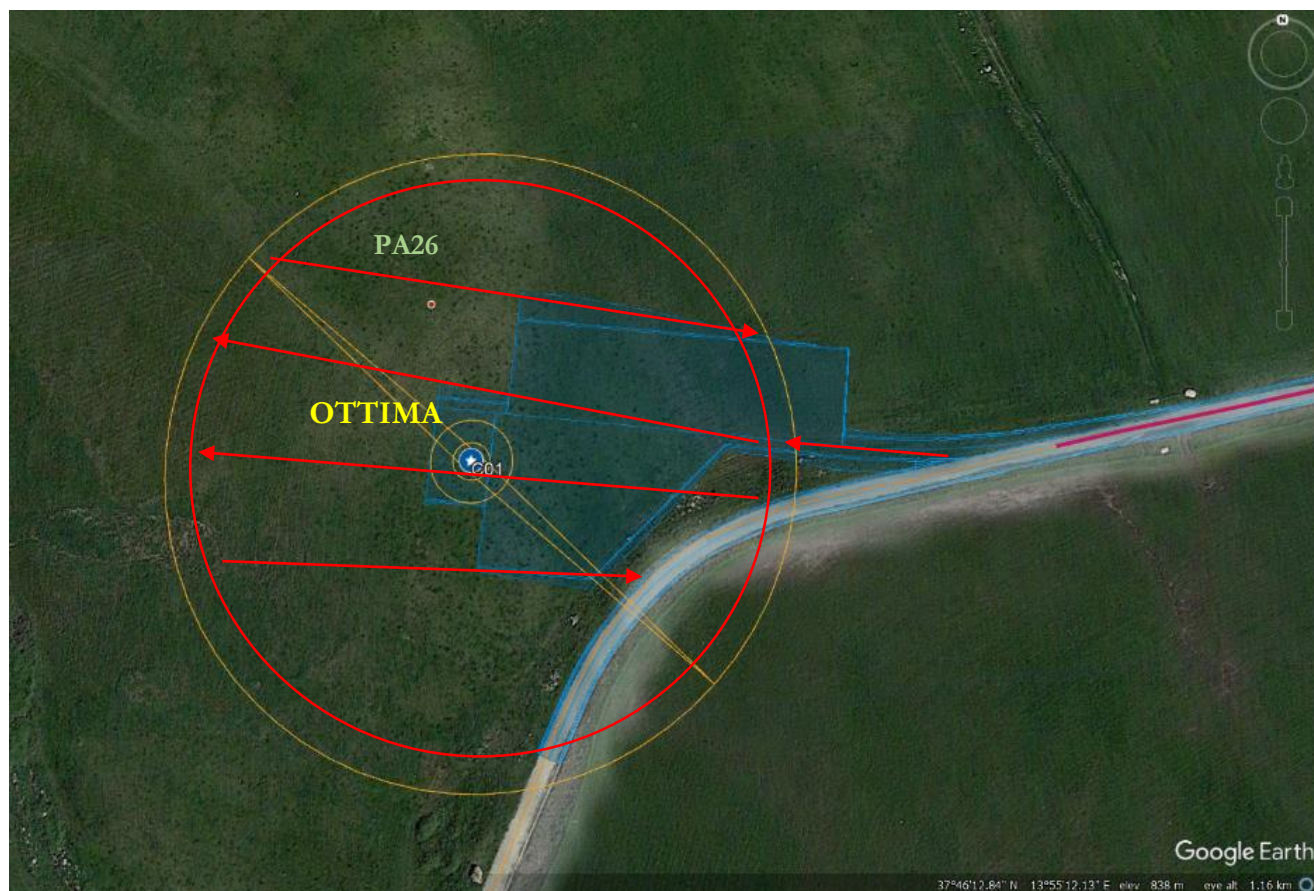 N
PA26
OTTIMA
C01
Google Earth
37°46'12.84" N 13°55'12.13" E elev 838 m eye alt 1.16 km